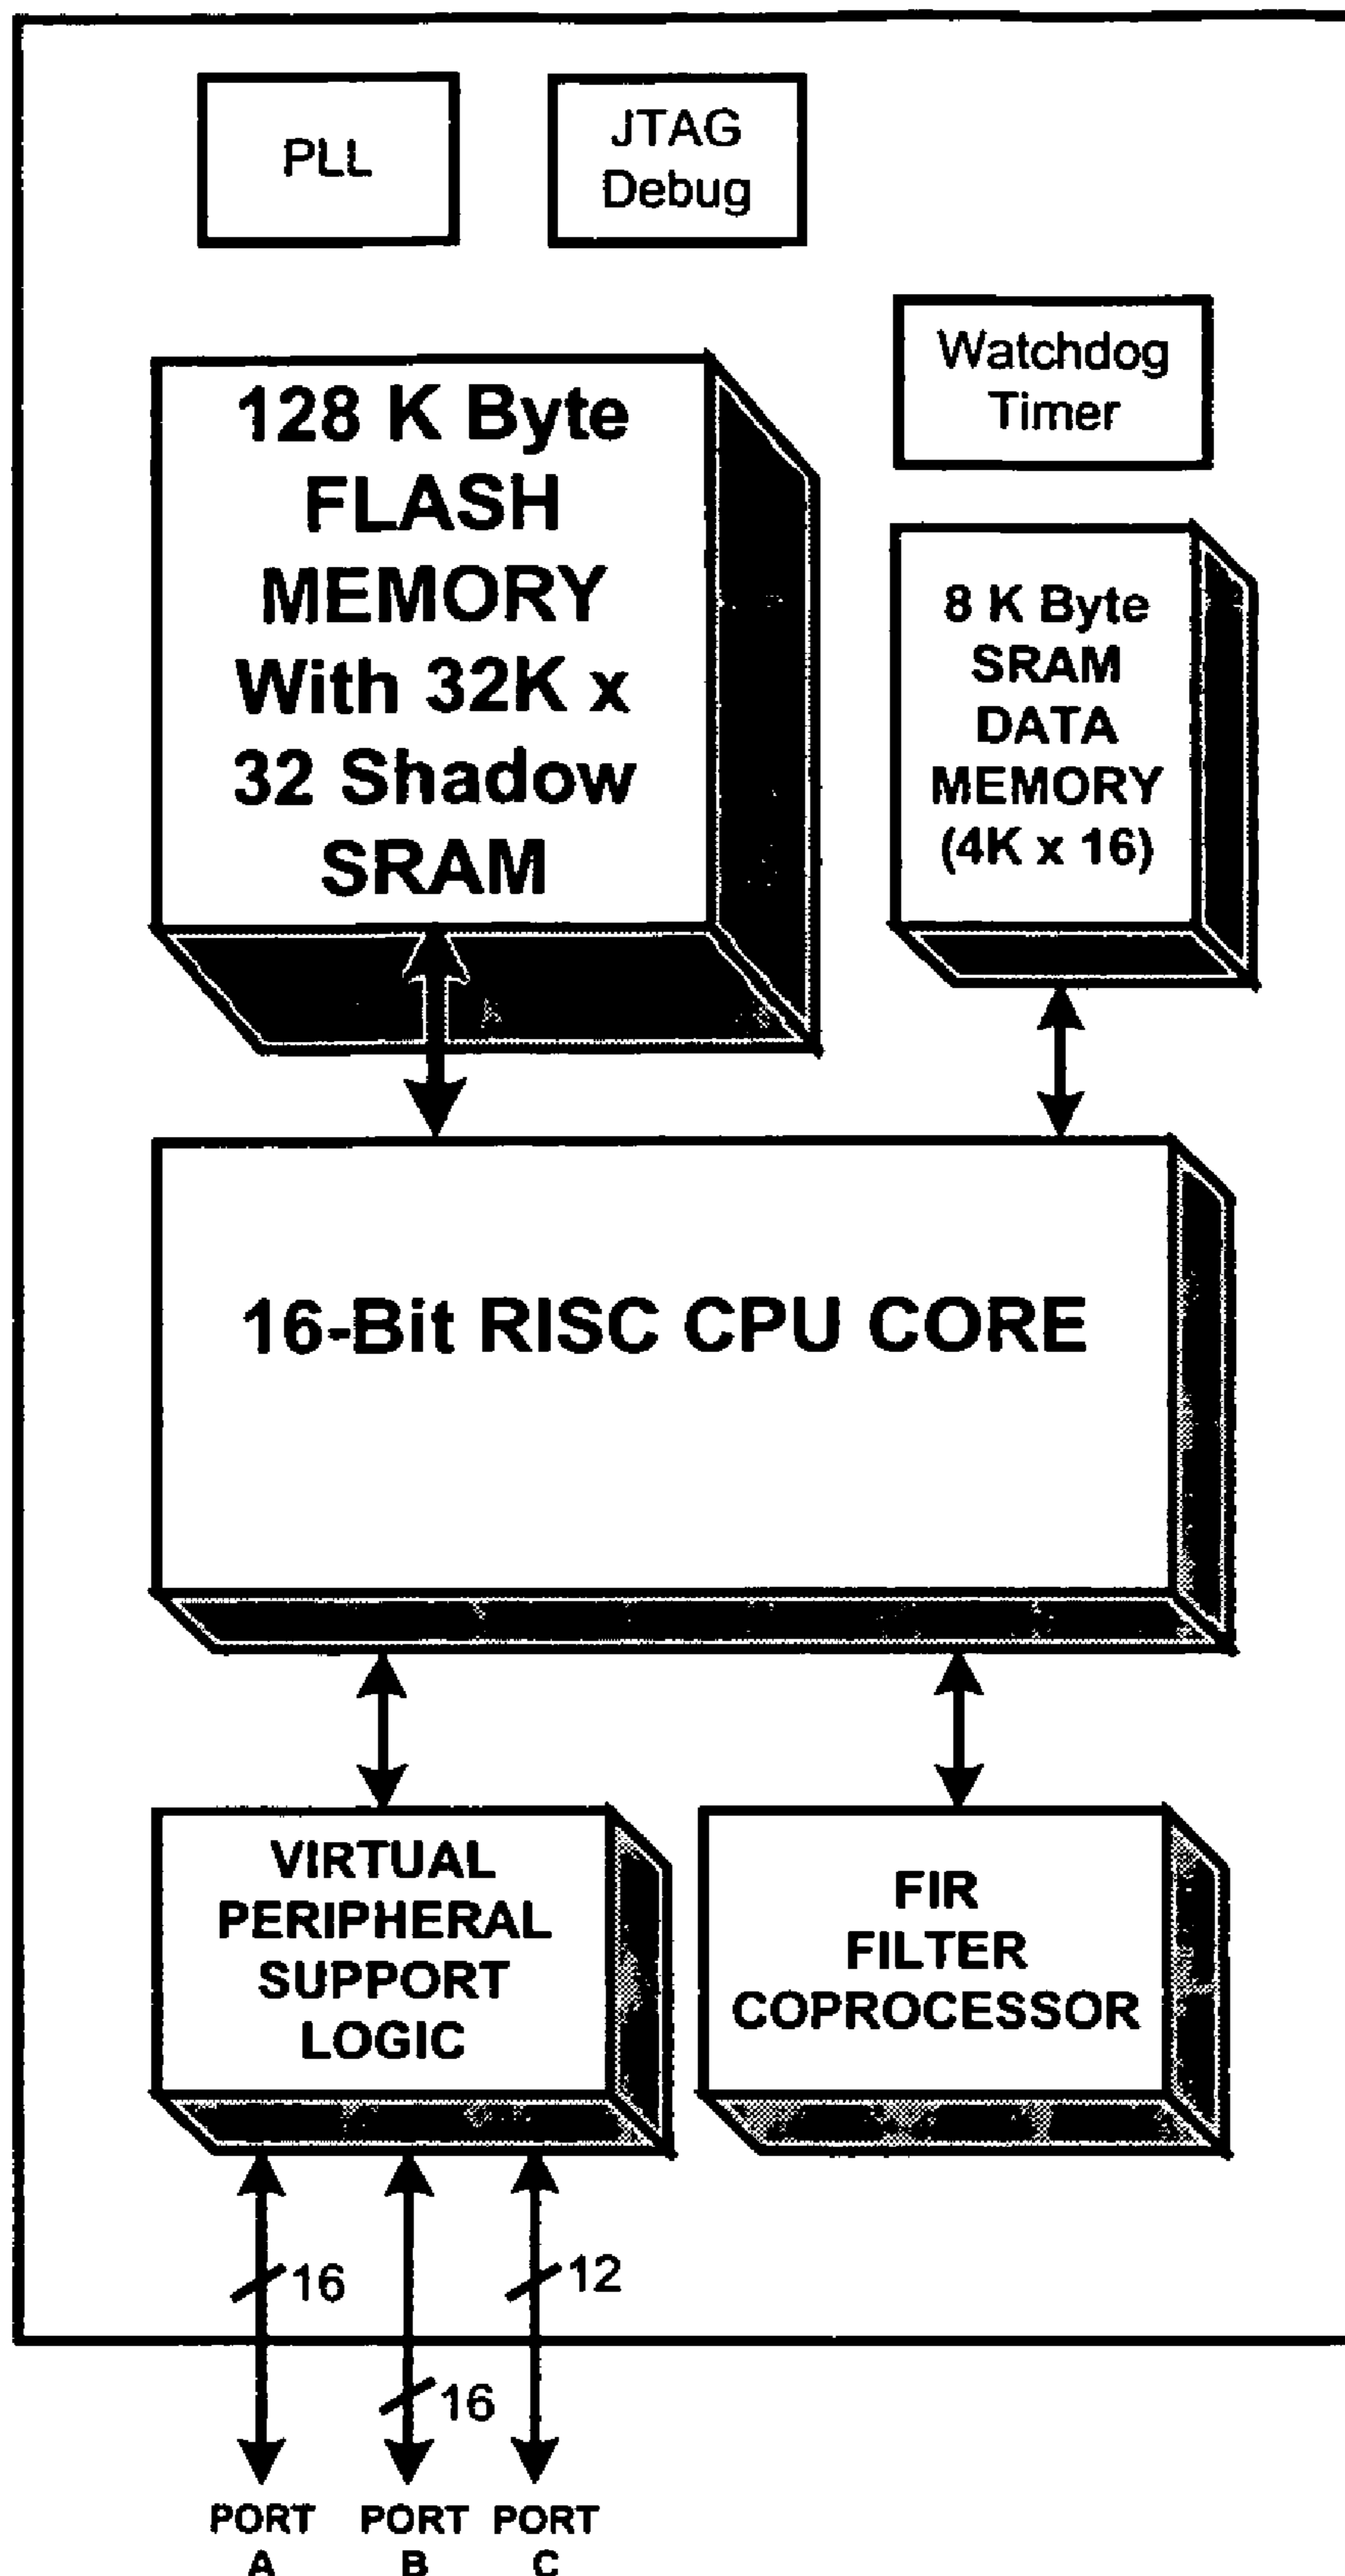 PLL
JTAG
Debug
Watchdog
Timer
128 K Byte
FLASH
MEMORY
With 32K x
32 Shadow
SRAM
8 K Byte
SRAM
DATA
MEMORY
(4K x 16)
16-Bit RISC CPU CORE
VIRTUAL
PERIPHERAL
SUPPORT
LOGIC
FIR
FILTER
COPROCESSOR
16
12
16
PORT PORT PORT
A B C